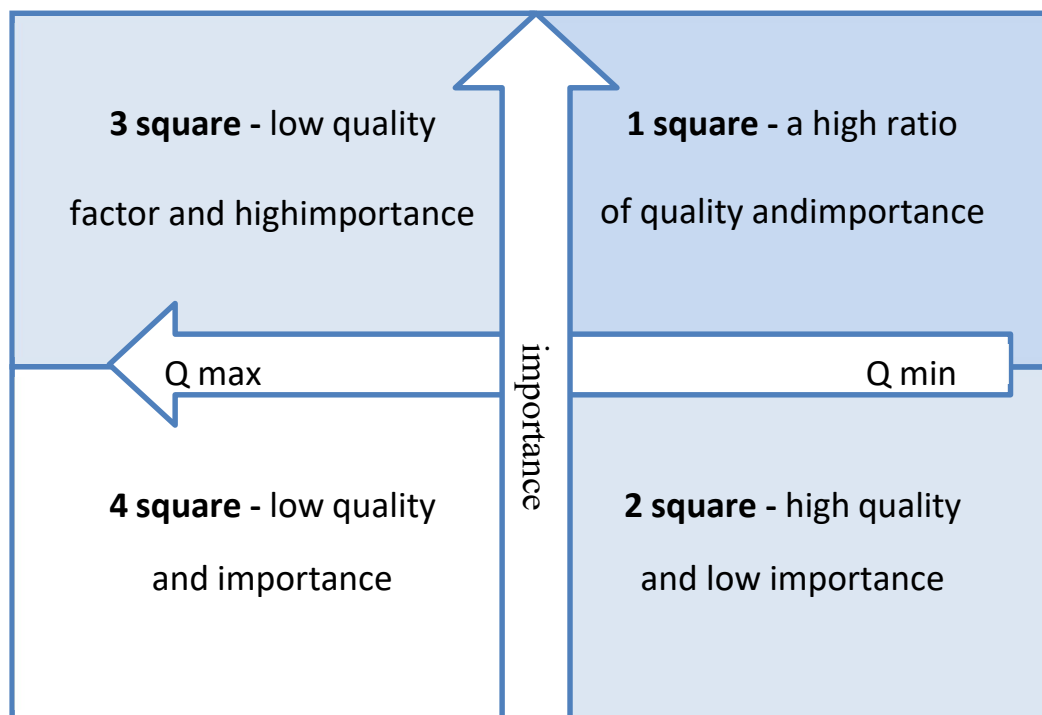 3 square - low quality
factor and highimportance
1 square - a high ratio
of quality andimportance
importance
Q max
Q min
4 square - low quality
and importance
2 square - high quality
and low importance